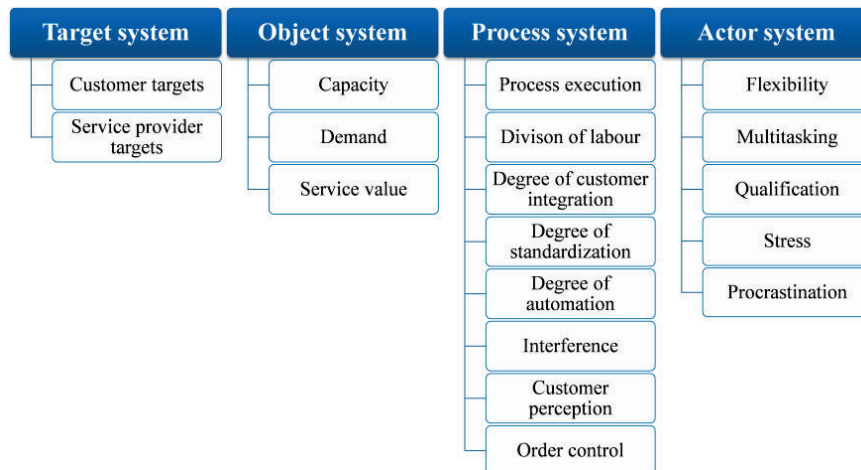 Target system
Customer targets
Service provider
targets
Object system
Capacity
Demand
Service value
Process system
Process execution
Divison of labour
Degree of customer
integration
Degree of
standardization
Degree of
automation
Interference
Customer
perception
Order control
Actor system
Flexibility
Multitasking
Qualification
Stress
Procrastination